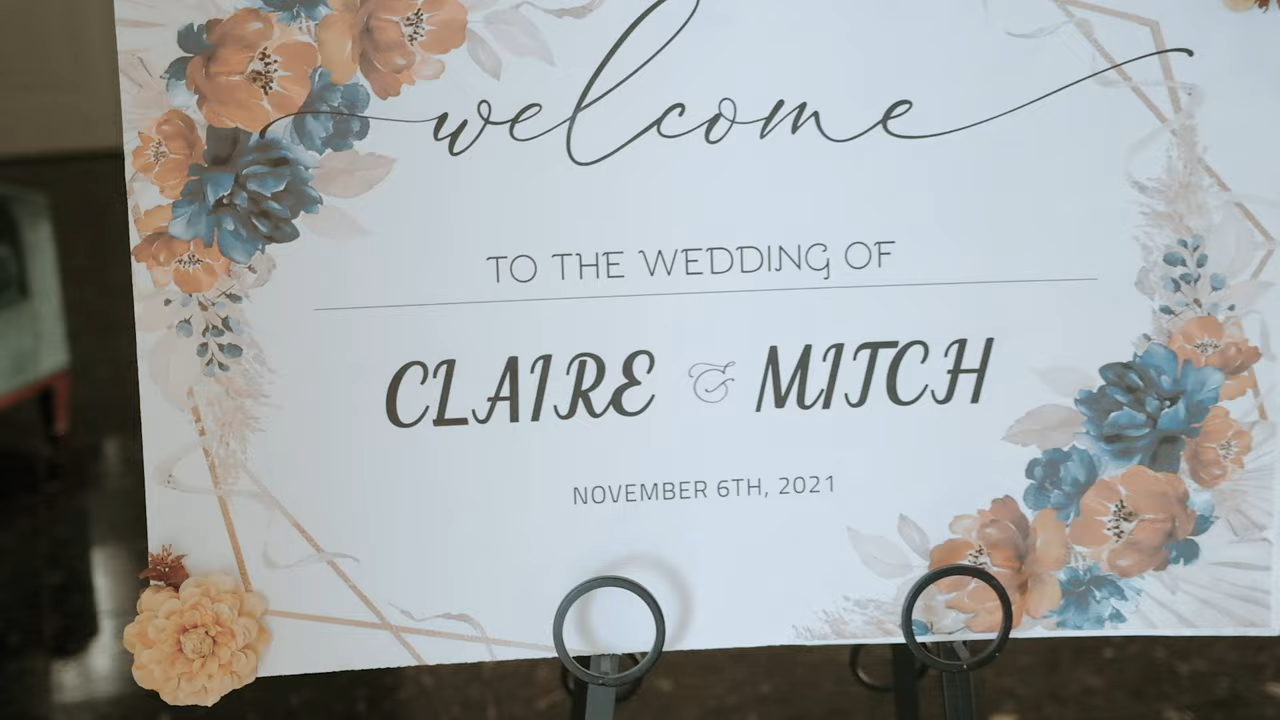 welcome
TO THE WEDDING OF
CLAIRE & MITCH
NOVEMBER 6TH, 2021